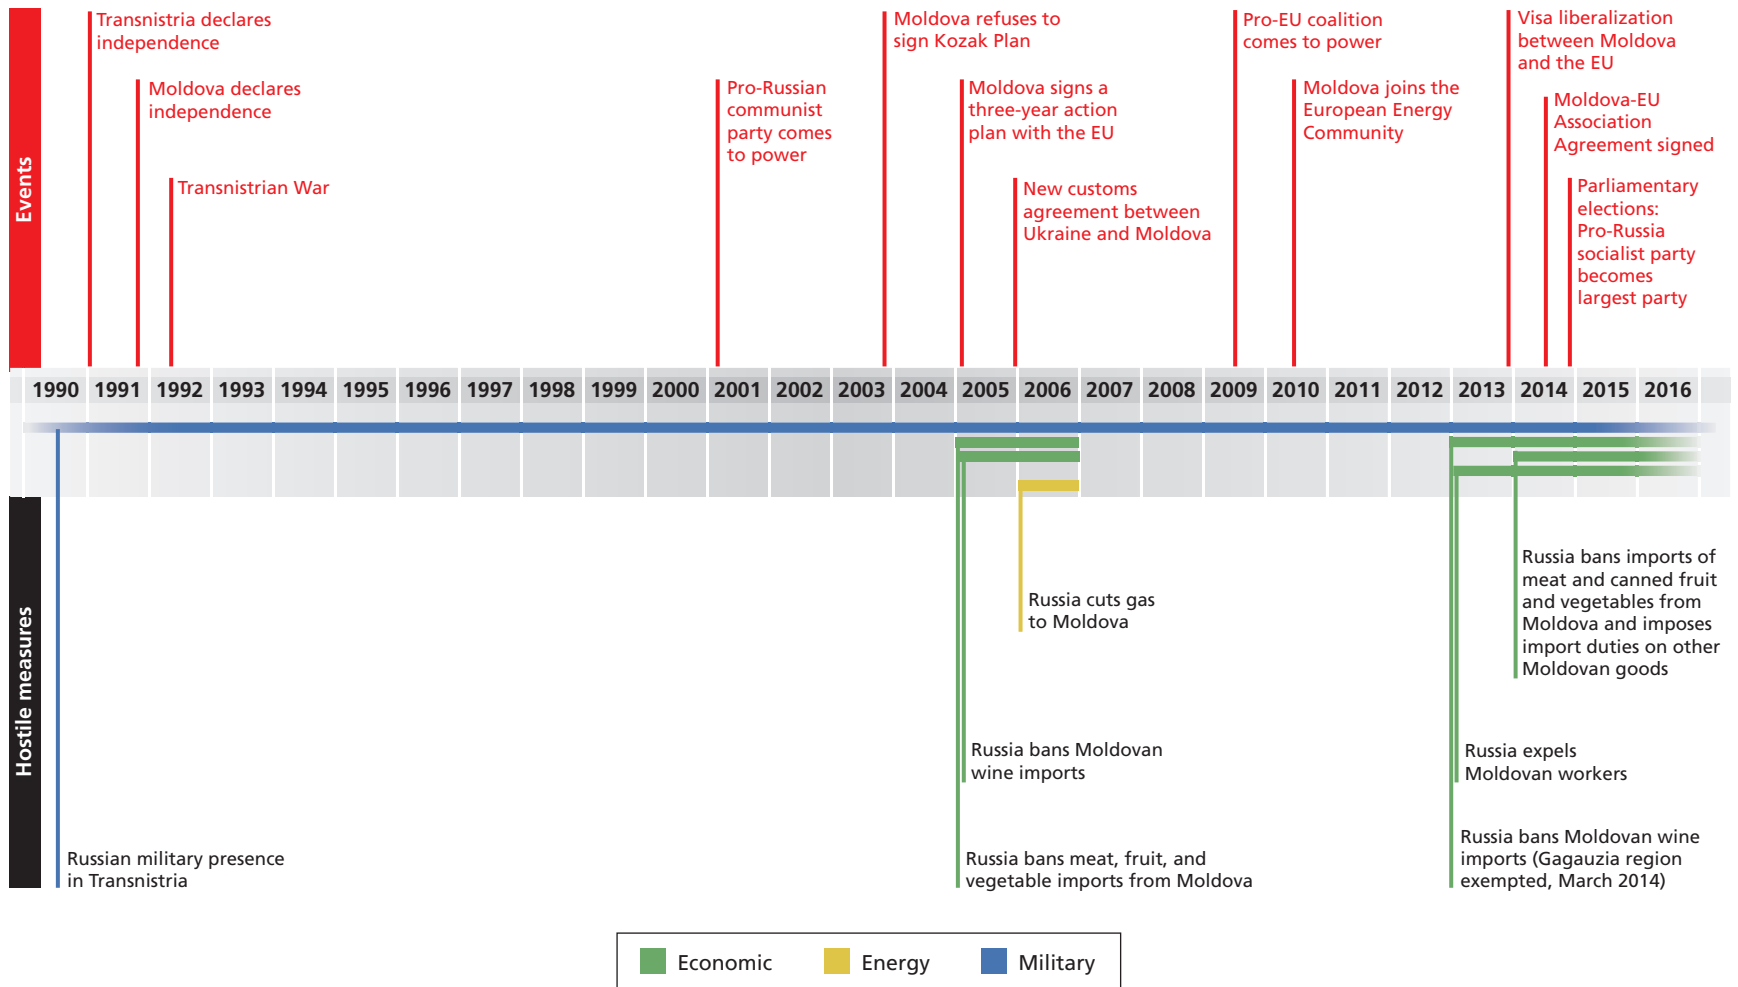 Events
Transnistria declares
independence
Moldova declares
independence
Transnistrian War
Pro-Russian
communist
party comes
to power
Moldova refuses to
sign Kozak Plan
Moldova signs a
three-year action
plan with the EU
New customs
agreement between
Ukraine and Moldova
Pro-EU coalition
comes to power
Moldova joins the
European Energy
Community
Visa liberalization
between Moldova
and the EU
Moldova-EU
Association
Agreement signed
Parliamentary
elections:
Pro-Russia
socialist party
becomes
largest party
1990 1991 1992 1993 1994 1995 1996 1997 1998 1999 2000 2001 2002 2003 2004 2005 2006 2007 2008 2009 2010 2011 2012 2013 2014 2015 2016
Hostile measures
Russian military presence
in Transnistria
Russia cuts gas
to Moldova
Russia bans Moldovan
wine imports
Russia bans meat, fruit, and
vegetable imports from Moldova
Russia bans imports of
meat and canned fruit
and vegetables from
Moldova and imposes
import duties on other
Moldovan goods
Russia expels
Moldovan workers
Russia bans Moldovan wine
imports (Gagauzia region
exempted, March 2014)
Economic Energy Military